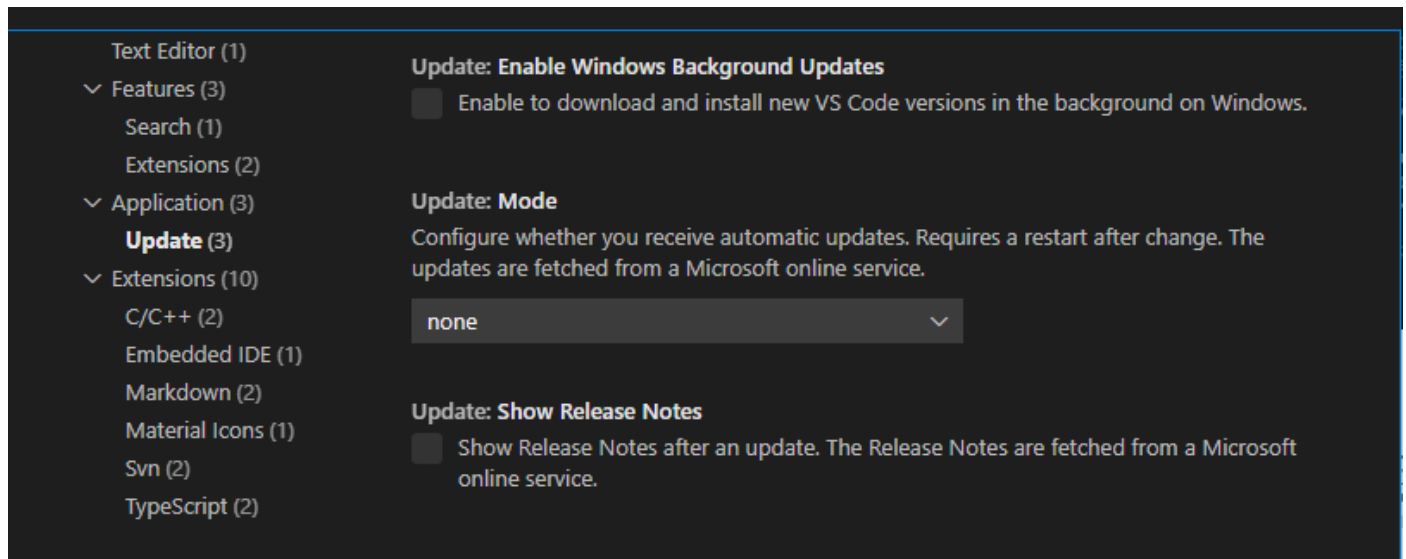 Text Editor (1)
Features (3)
Search (1)
Extensions (2)
Application (3)
Update (3)
Extensions (10)
C/C++ (2)
Embedded IDE (1)
Markdown (2)
Material Icons (1)
Svn (2)
TypeScript (2)
Update: Enable Windows Background Updates
Enable to download and install new VS Code versions in the background on Windows.
Update: Mode
Configure whether you receive automatic updates. Requires a restart after change. The
updates are fetched from a Microsoft online service.
none
Update: Show Release Notes
Show Release Notes after an update. The Release Notes are fetched from a Microsoft
online service.